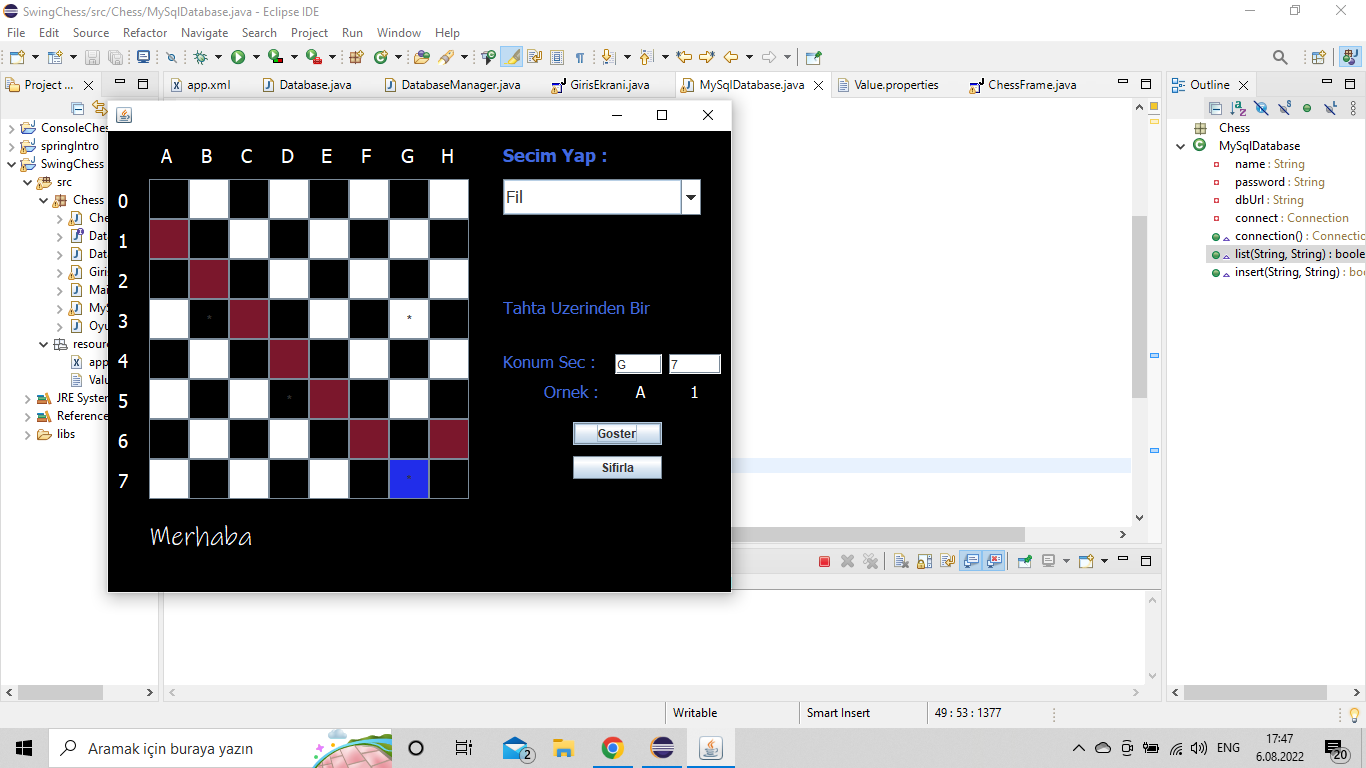 SwingChess/src/Chess/MySqlDatabase.java - Eclipse IDE
File Edit Source Refactor Navigate Search Project Run Window Help
Project ...
app.xml
Database.java
DatabaseManager.java
GirisEkrani.java
MySqlDatabase.java
Value.properties
ChessFrame.java
Outline
ConsoleChe
springIntro
SwingChess
src
Chess
Che
Dat
Dat
Giri
Mai
MyS
Oyu
resourc
app
Valu
JRE System
Reference
libs
A B C D E F G H
0
1
2
3 * *
4
5 *
6
7 *
Merhaba
Secim Yap :
Fil
Tahta Uzerinden Bir
Konum Sec : G 7
Ornek : A 1
Goster
Sifirla
Chess
MySqlDatabase
name : String
password : String
dbUrl : String
connect : Connection
connection() : Connectio
list(String, String) : boole
insert(String, String) : boo
Writable
Smart Insert
49 : 53 : 1377
Aramak için buraya yazın
2
ENG
17:47
6.08.2022
20